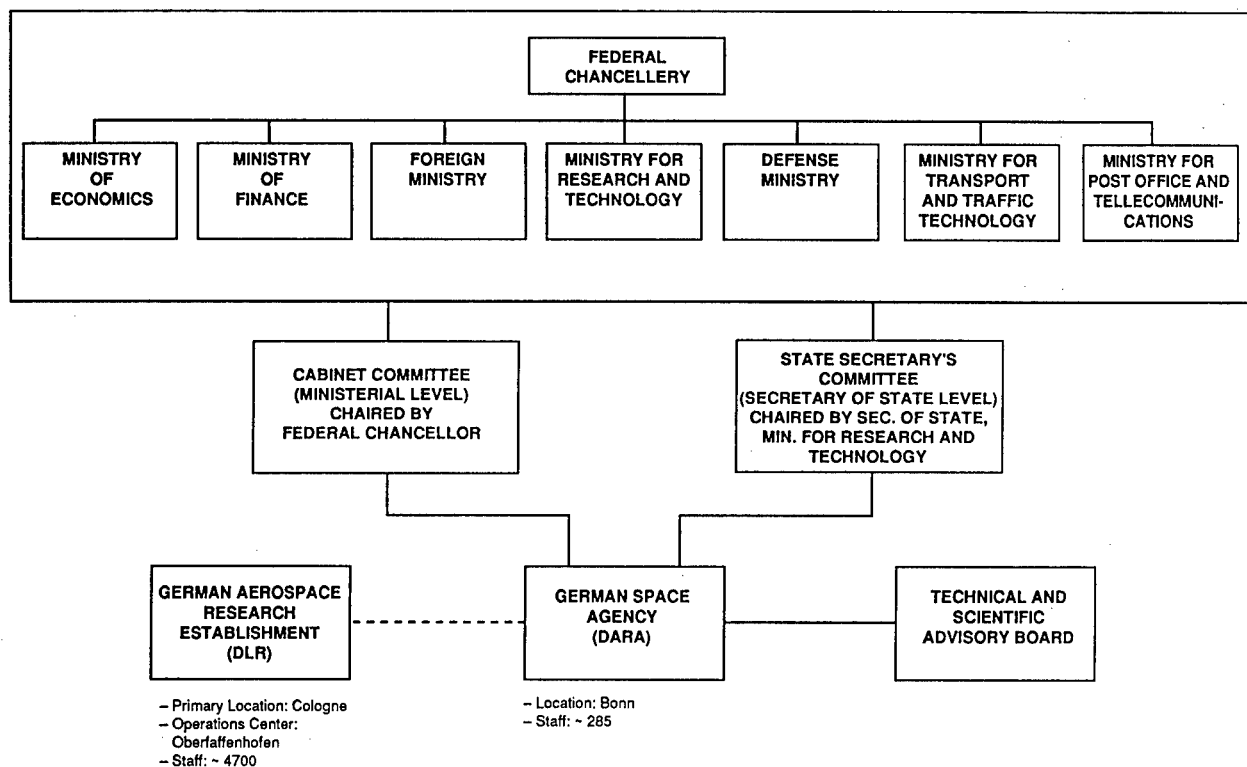 FEDERAL
CHANCELLERY
MINISTRY
OF
ECONOMICS
MINISTRY
OF
FINANCE
FOREIGN
MINISTRY
MINISTRY FOR
RESEARCH AND
TECHNOLOGY
DEFENSE
MINISTRY
MINISTRY FOR
TRANSPORT
AND TRAFFIC
TECHNOLOGY
MINISTRY FOR
POST OFFICE AND
TELLECOMMUNI-
CATIONS
CABINET COMMITTEE
(MINISTERIAL LEVEL)
CHAIRED BY
FEDERAL CHANCELLOR
STATE SECRETARY'S
COMMITTEE
(SECRETARY OF STATE LEVEL)
CHAIRED BY SEC. OF STATE,
MIN. FOR RESEARCH AND
TECHNOLOGY
GERMAN AEROSPACE
RESEARCH
ESTABLISHMENT
(DLR)
GERMAN SPACE
AGENCY
(DARA)
TECHNICAL AND
SCIENTIFIC
ADVISORY BOARD
– Primary Location: Cologne
– Operations Center:
Oberfaffenhofen
– Staff: ~ 4700
– Location: Bonn
– Staff: ~ 285